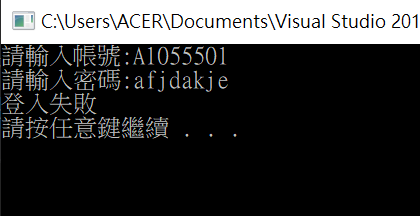 C:\Users\ACER\Documents\Visual Studio 201
請輸入帳號:A1055501
請輸入密碼:afjdakje
登入失敗
請按任意鍵繼續 . . .